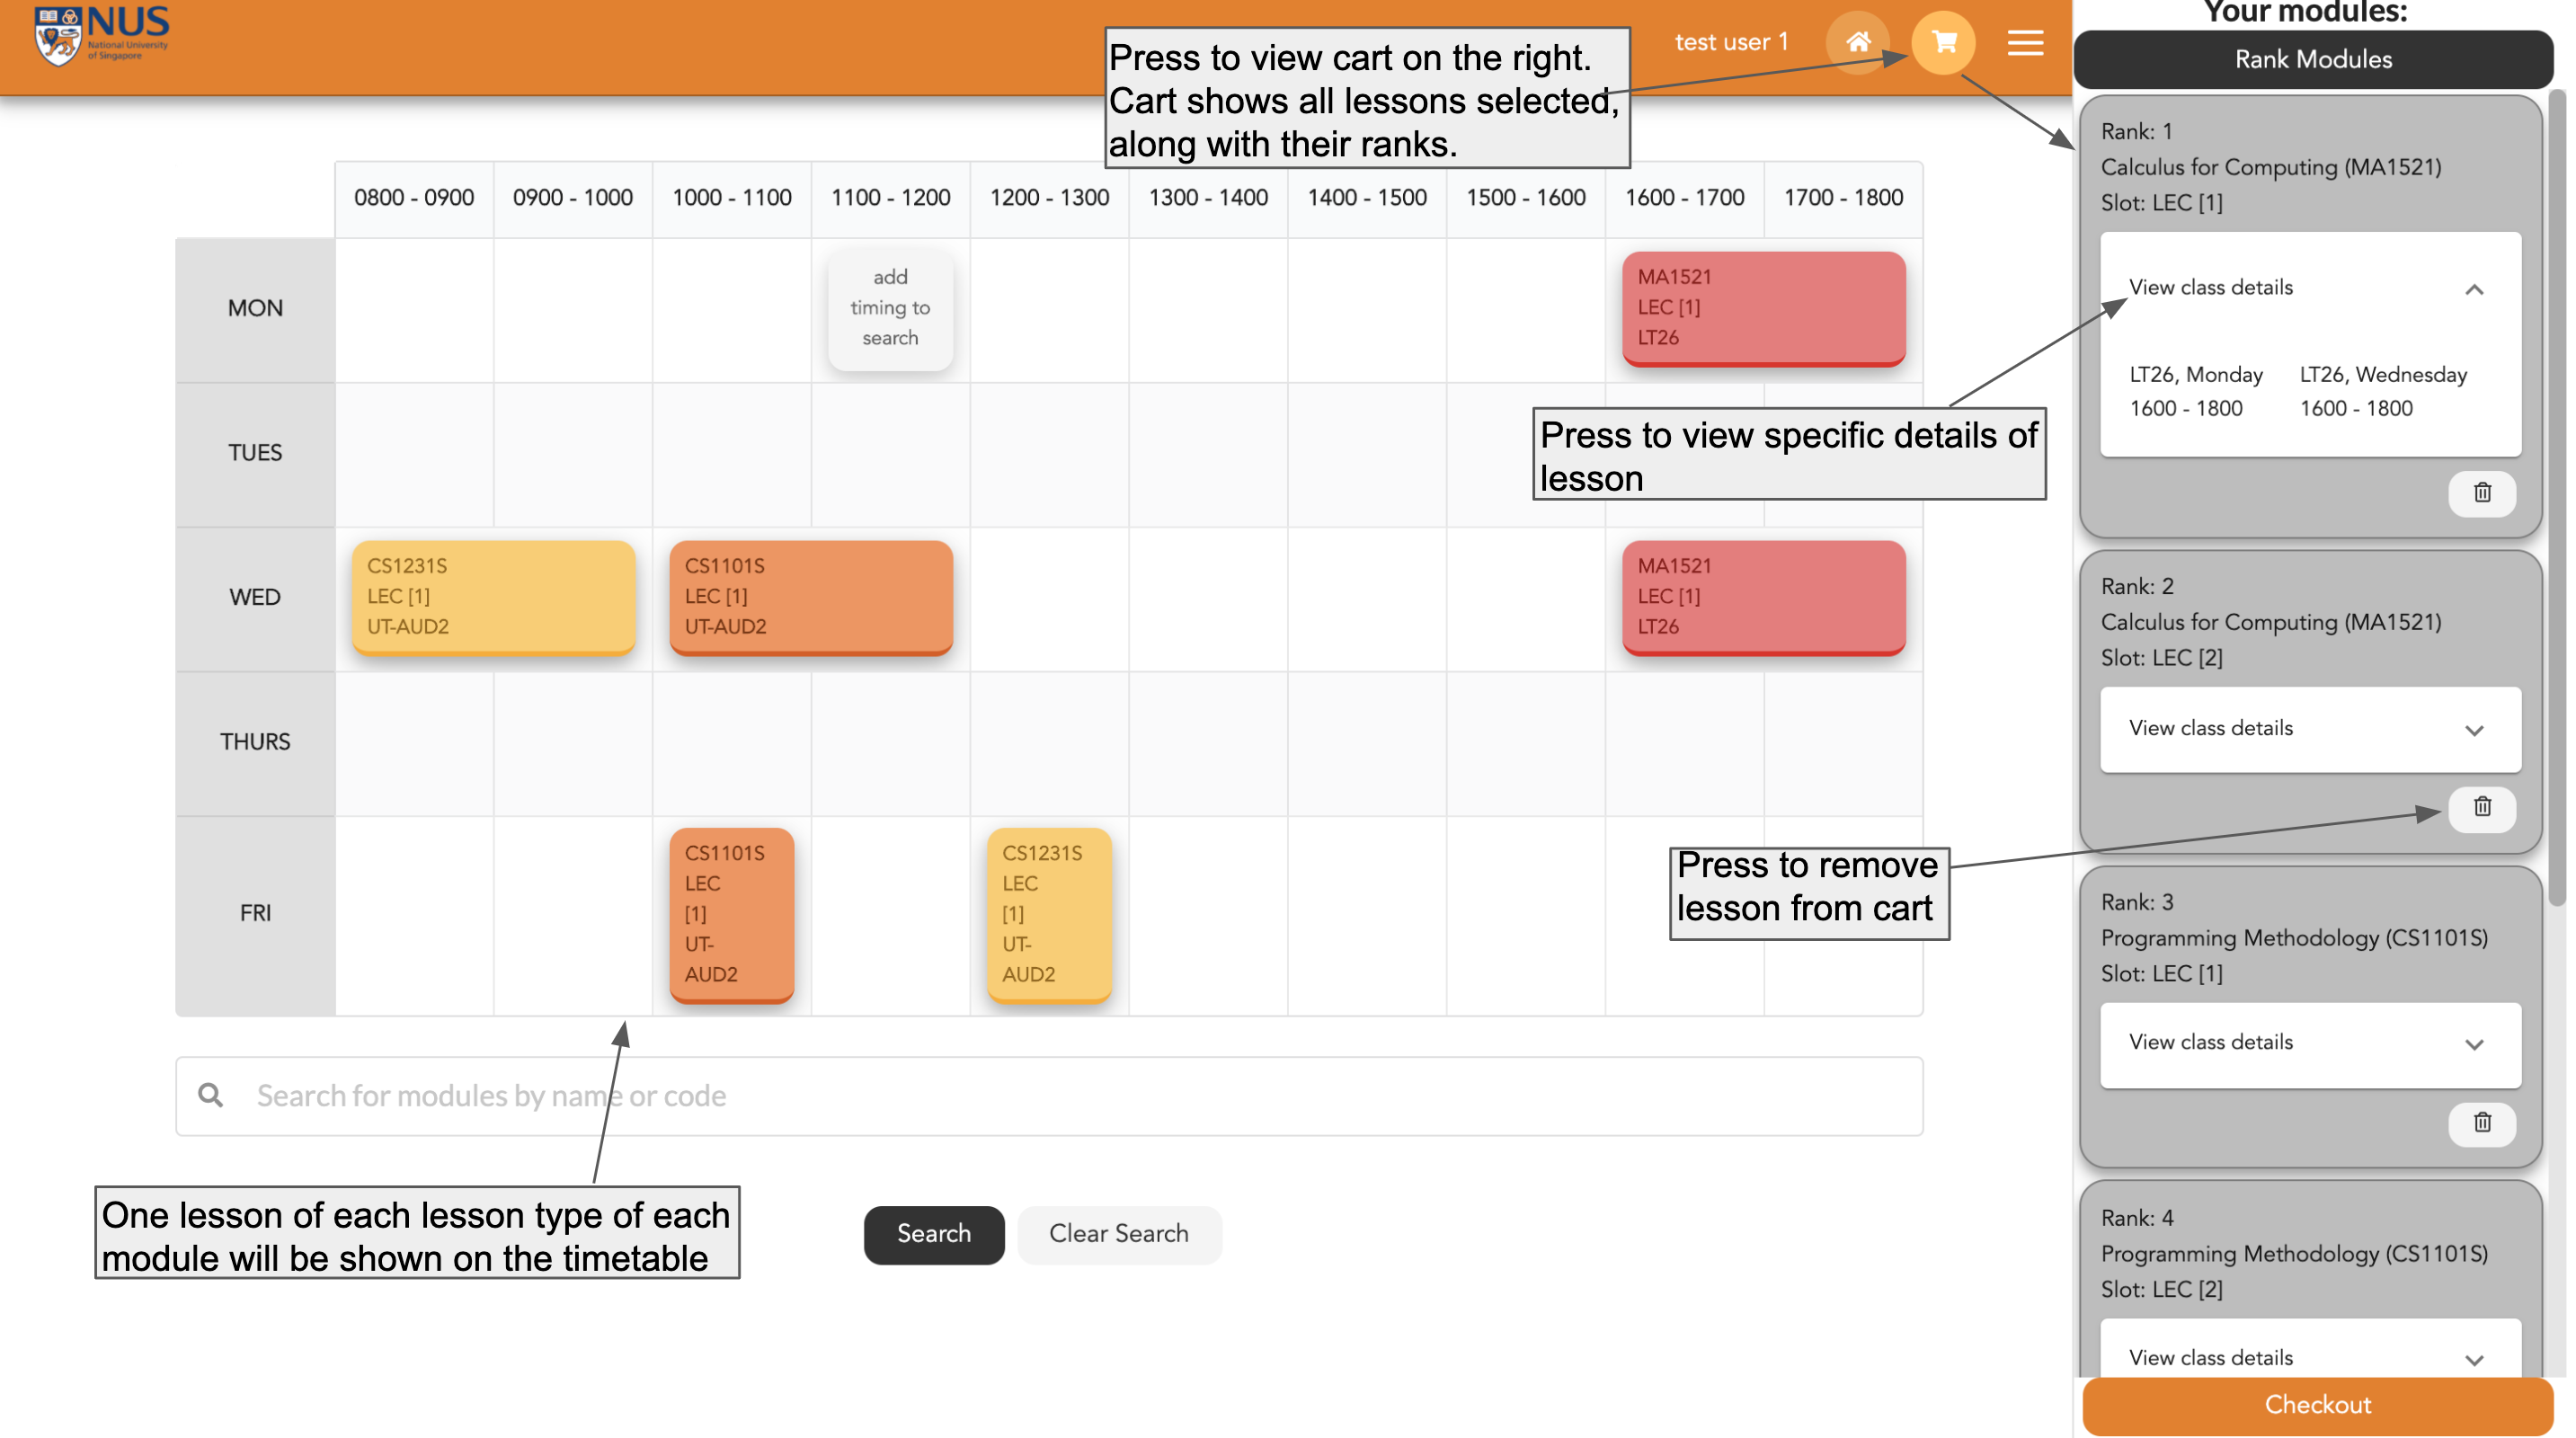 NUS
National University
of Singapore
Press to view cart on the right.
Cart shows all lessons selected,
along with their ranks.
test user 1
0800 - 0900
0900 - 1000
1000 - 1100
1100 - 1200
1200 - 1300
1300 - 1400
1400 - 1500
1500 - 1600
1600 - 1700
1700 - 1800
MON
add
timing to
search
MA1521
LEC [1]
LT26
TUES
Press to view specific details of
lesson
WED
CS1231S
LEC [1]
UT-AUD2
CS1101S
LEC [1]
UT-AUD2
MA1521
LEC [1]
LT26
THURS
FRI
CS1101S
LEC
[1]
UT-
AUD2
CS1231S
LEC
[1]
UT-
AUD2
Press to remove
lesson from cart
Search for modules by name or code
One lesson of each lesson type of each
module will be shown on the timetable
Search
Clear Search
Your modules:
Rank Modules
Rank: 1
Calculus for Computing (MA1521)
Slot: LEC [1]
View class details
LT26, Monday
1600 - 1800
LT26, Wednesday
1600 - 1800
Rank: 2
Calculus for Computing (MA1521)
Slot: LEC [2]
View class details
Rank: 3
Programming Methodology (CS1101S)
Slot: LEC [1]
View class details
Rank: 4
Programming Methodology (CS1101S)
Slot: LEC [2]
View class details
Checkout